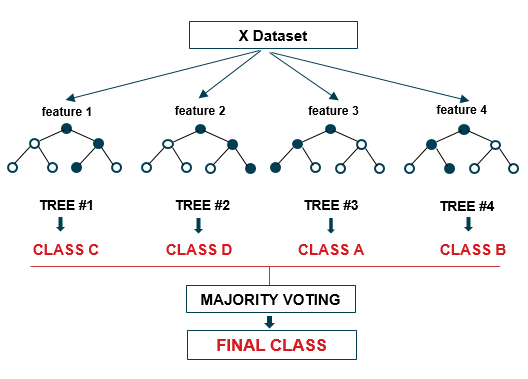 X Dataset
feature 1
feature 2
feature 3
feature 4
TREE #1
TREE #2
TREE #3
TREE #4
CLASS C
CLASS D
CLASS A
CLASS B
MAJORITY VOTING
FINAL CLASS